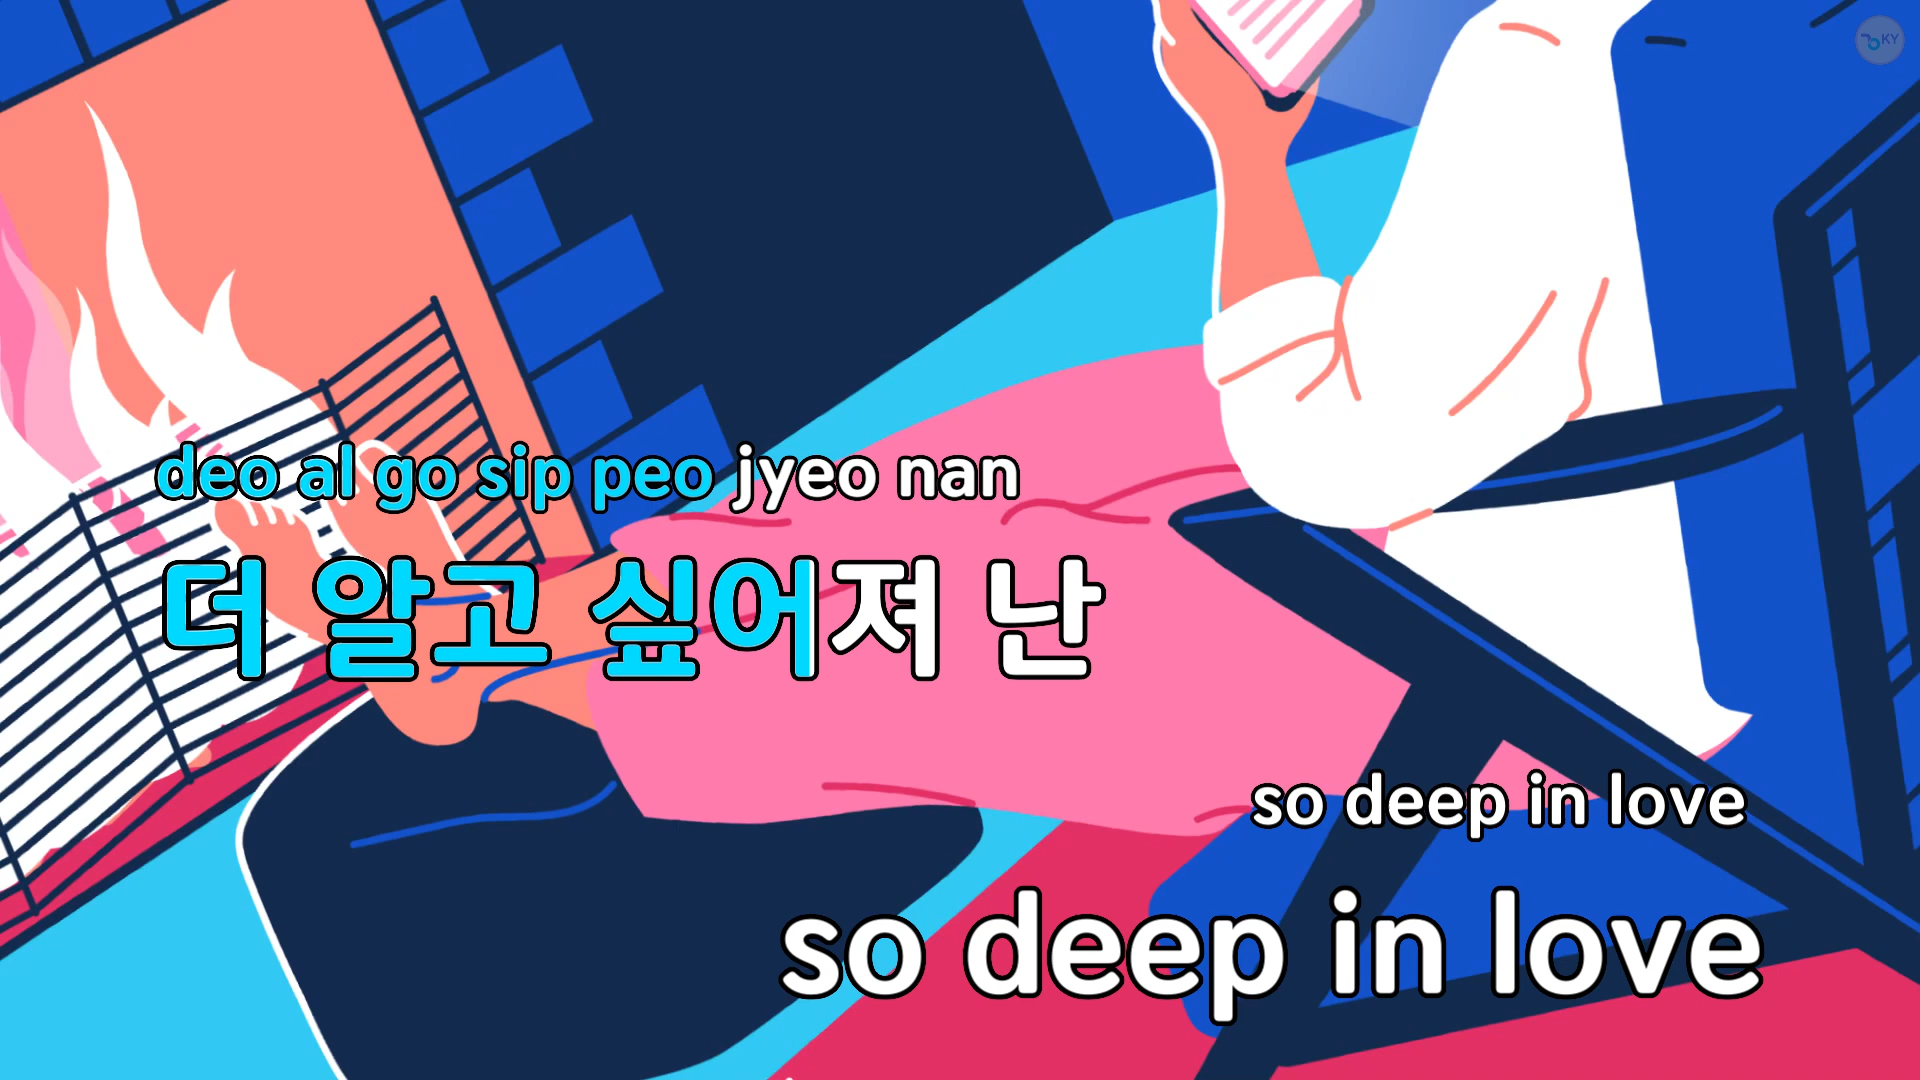 KY
deo al go sip peo jyeo nan
더 알고 싶어져 난
so deep in love
so deep in love